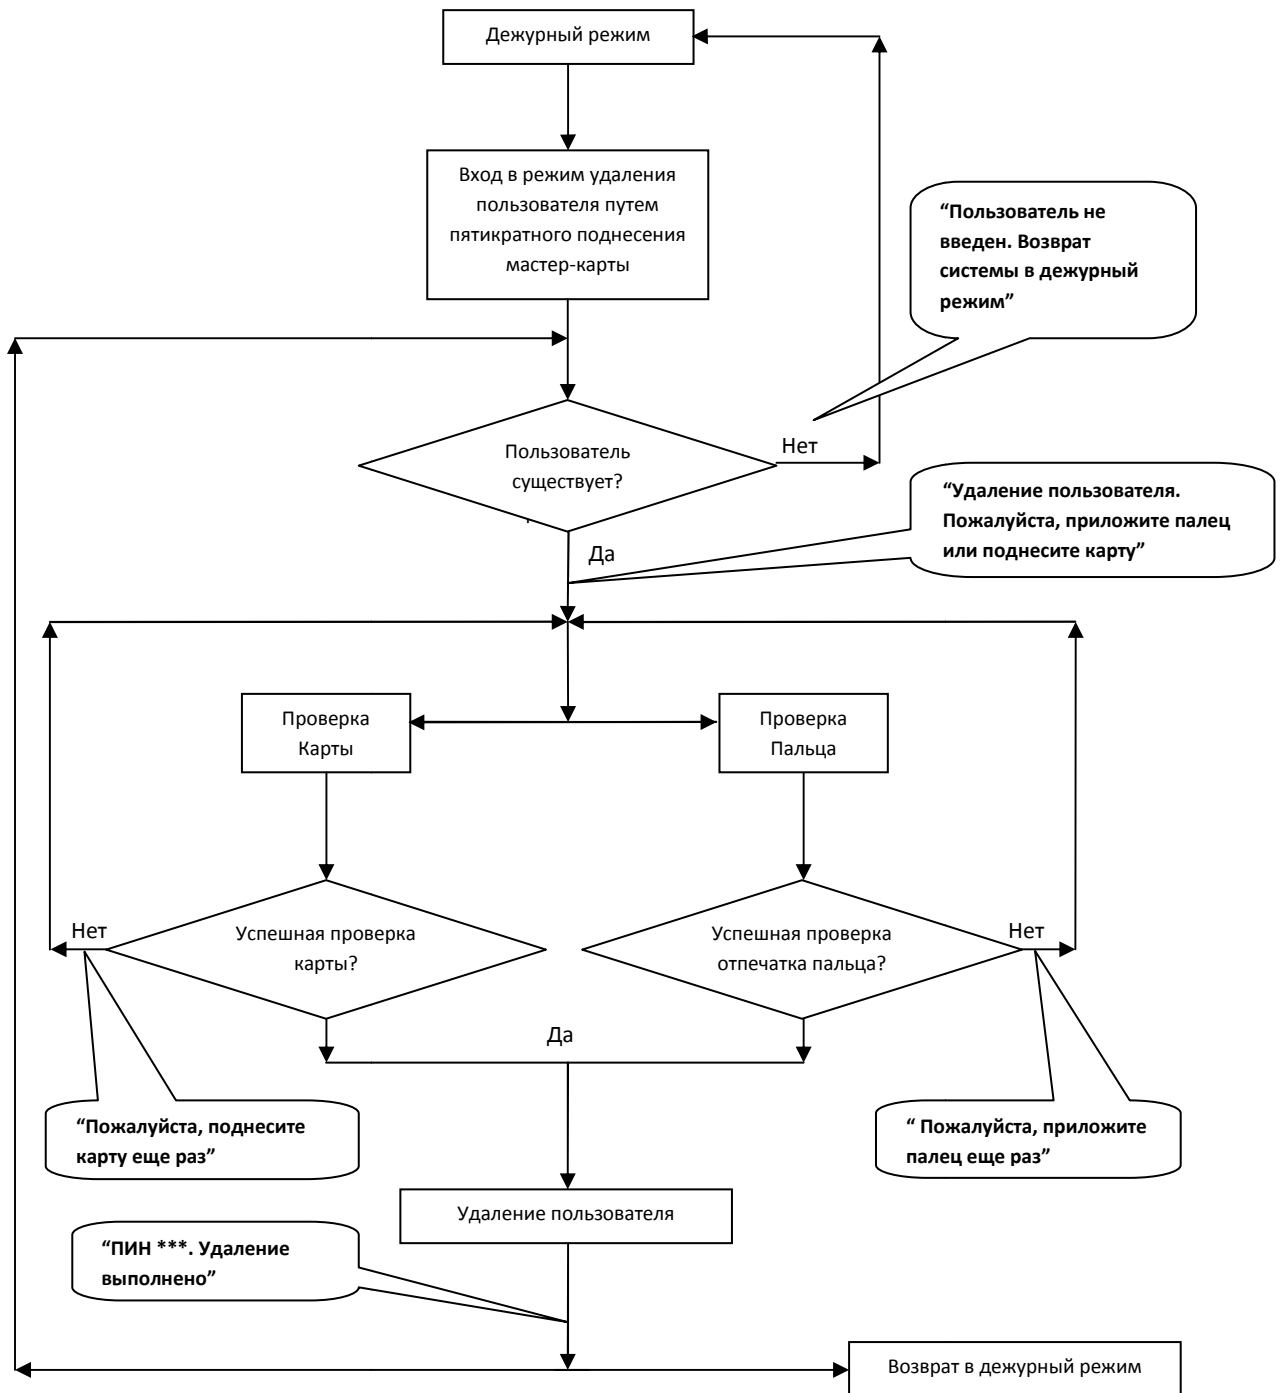 Дежурный режим
Вход в режим удаления
пользователя путем
пятикратного поднесения
мастер-карты
“Пользователь не
введен. Возврат
системы в дежурный
режим”
Нет
Пользователь
существует?
“Удаление пользователя.
Пожалуйста, приложите палец
или поднесите карту”
Да
Проверка
Карты
Проверка
Пальца
Нет
Успешная проверка
карты?
Успешная проверка
отпечатка пальца?
Нет
Да
“Пожалуйста, поднесите
карту еще раз”
“ Пожалуйста, приложите
палец еще раз”
Удаление пользователя
“ПИН ***. Удаление
выполнено”
Возврат в дежурный режим